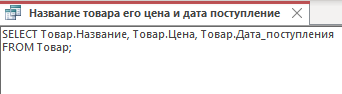 Название товара его цена и дата поступление
SELECT Товар.Название, Товар.Цена, Товар.Дата_поступления
FROM Товар;